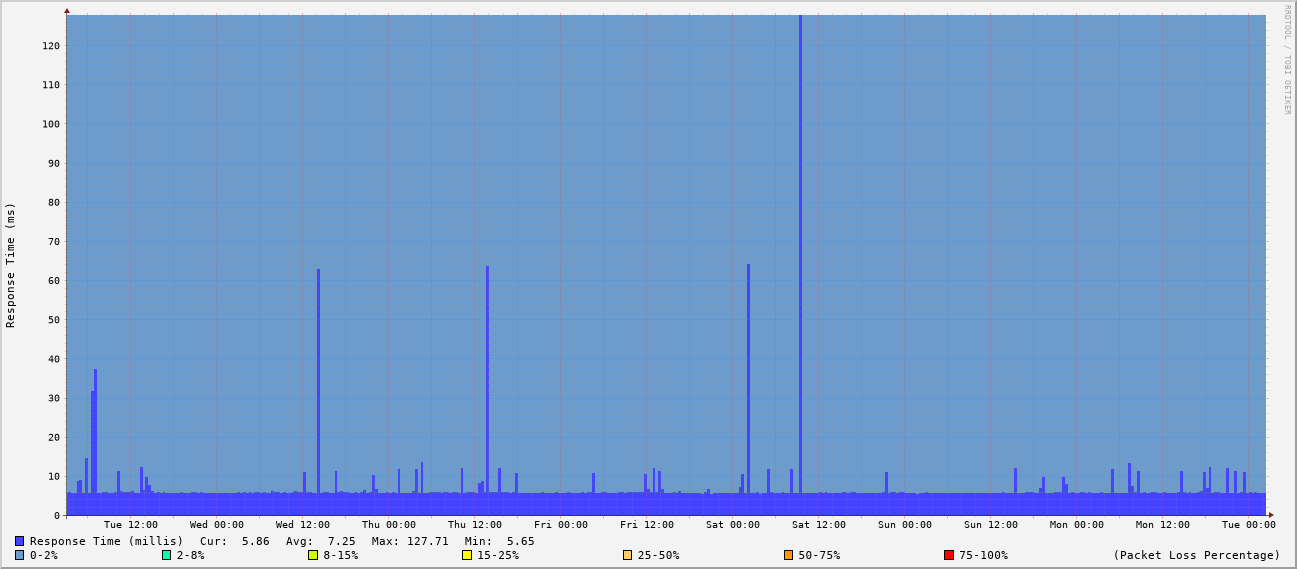 RRDTOOL / TOBI OETIKER
Response Time (ms)
120
110
100
90
80
70
60
50
40
30
20
10
0
Tue 12:00 Wed 00:00 Wed 12:00 Thu 00:00 Thu 12:00 Fri 00:00 Fri 12:00 Sat 00:00 Sat 12:00 Sun 00:00 Sun 12:00 Mon 00:00 Mon 12:00 Tue 00:00
Response Time (millis) Cur: 5.86 Avg: 7.25 Max: 127.71 Min: 5.65
0-2% 2-8% 8-15% 15-25% 25-50% 50-75% 75-100% (Packet Loss Percentage)